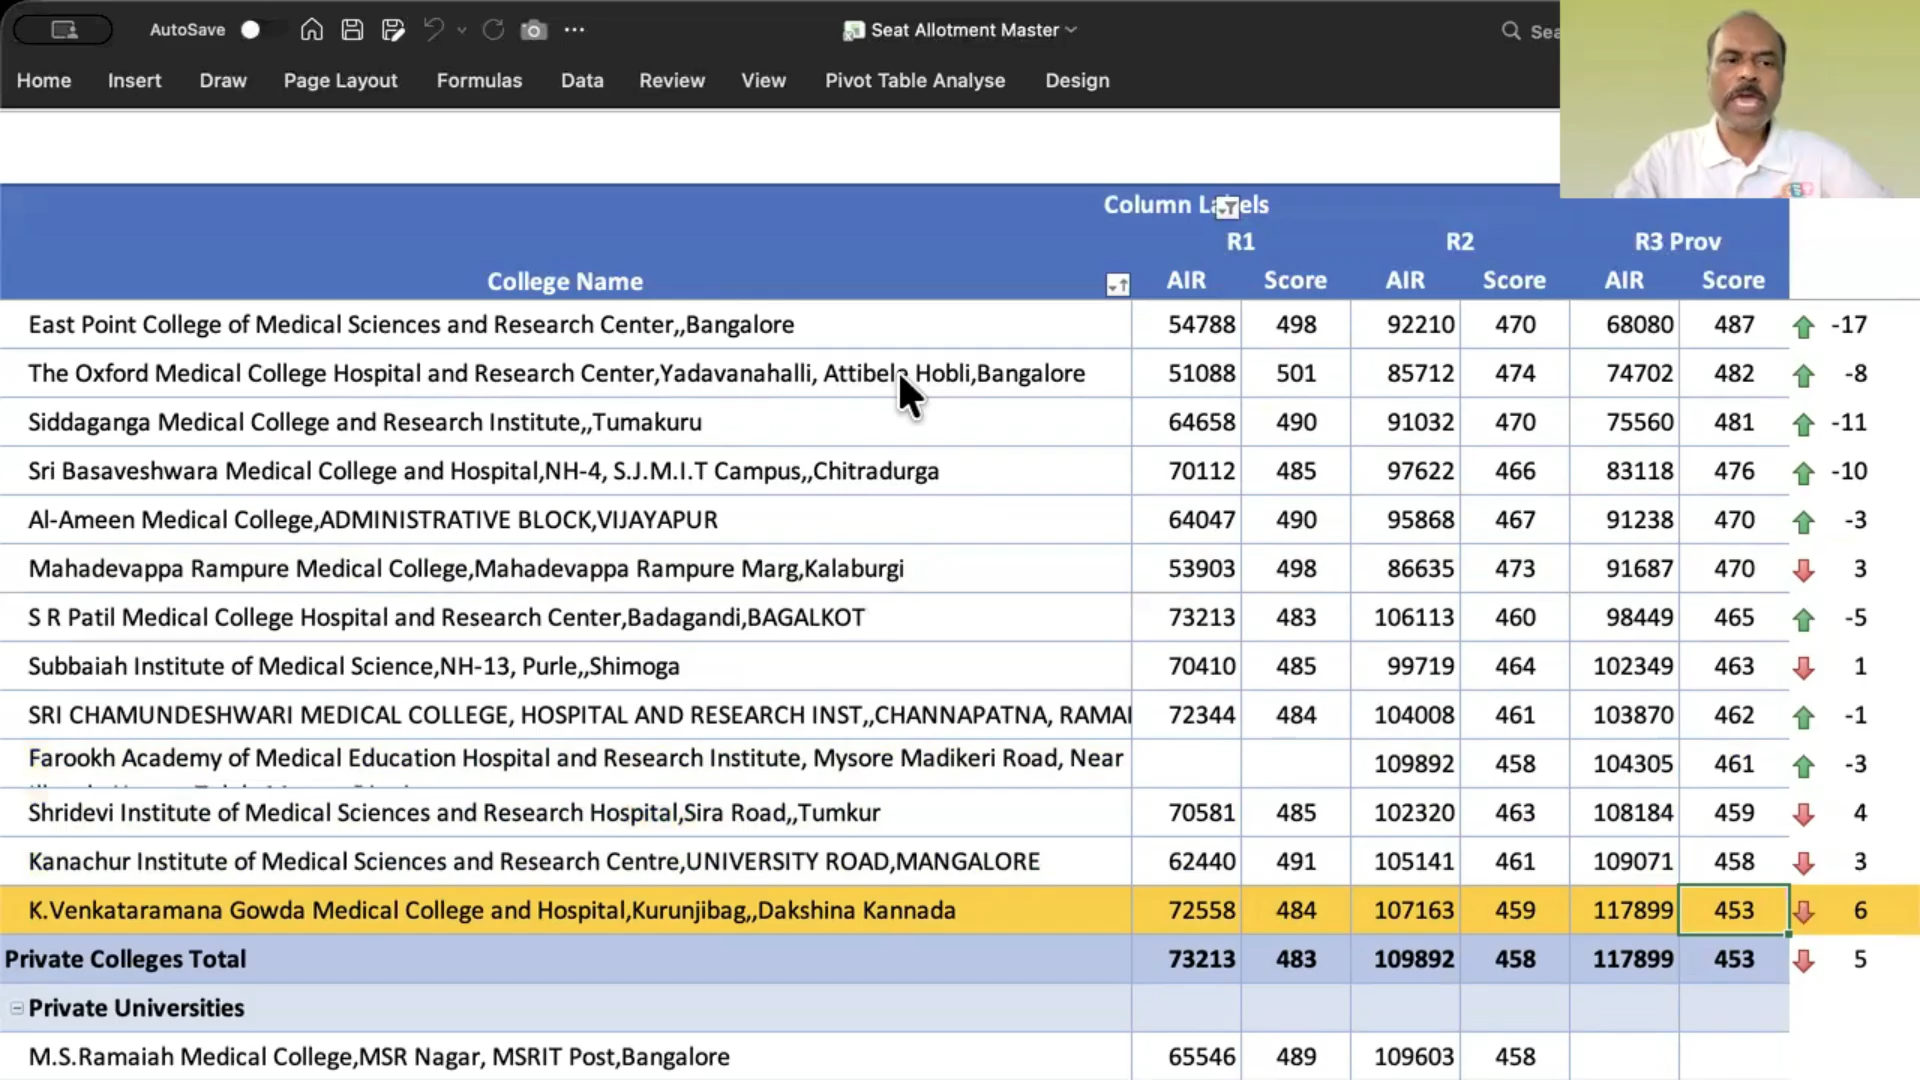 AutoSave
Seat Allotment Master
Sea
Home Insert Draw Page Layout Formulas Data Review View Pivot Table Analyse Design
Column Labels
R1 R2 R3 Prov
College Name AIR Score AIR Score AIR Score
East Point College of Medical Sciences and Research Center,,Bangalore 54788 498 92210 470 68080 487 -17
The Oxford Medical College Hospital and Research Center,Yadavanahalli, Attibele Hobli,Bangalore 51088 501 85712 474 74702 482 -8
Siddaganga Medical College and Research Institute,,Tumakuru 64658 490 91032 470 75560 481 -11
Sri Basaveshwara Medical College and Hospital,NH-4, S.J.M.I.T Campus,,Chitradurga 70112 485 97622 466 83118 476 -10
Al-Ameen Medical College,ADMINISTRATIVE BLOCK,VIJAYAPUR 64047 490 95868 467 91238 470 -3
Mahadevappa Rampure Medical College,Mahadevappa Rampure Marg,Kalaburgi 53903 498 86635 473 91687 470 3
S R Patil Medical College Hospital and Research Center,Badagandi,BAGALKOT 73213 483 106113 460 98449 465 -5
Subbaiah Institute of Medical Science,NH-13, Purle,,Shimoga 70410 485 99719 464 102349 463 1
SRI CHAMUNDESHWARI MEDICAL COLLEGE, HOSPITAL AND RESEARCH INST,,CHANNAPATNA, RAMA 72344 484 104008 461 103870 462 -1
Farookh Academy of Medical Education Hospital and Research Institute, Mysore Madikeri Road, Near 109892 458 104305 461 -3
Shridevi Institute of Medical Sciences and Research Hospital,Sira Road,,Tumkur 70581 485 102320 463 108184 459 4
Kanachur Institute of Medical Sciences and Research Centre,UNIVERSITY ROAD,MANGALORE 62440 491 105141 461 109071 458 3
K.Venkataramana Gowda Medical College and Hospital,Kurunjibag,,Dakshina Kannada 72558 484 107163 459 117899 453 6
Private Colleges Total 73213 483 109892 458 117899 453 5
Private Universities
M.S.Ramaiah Medical College,MSR Nagar, MSRIT Post,Bangalore 65546 489 109603 458